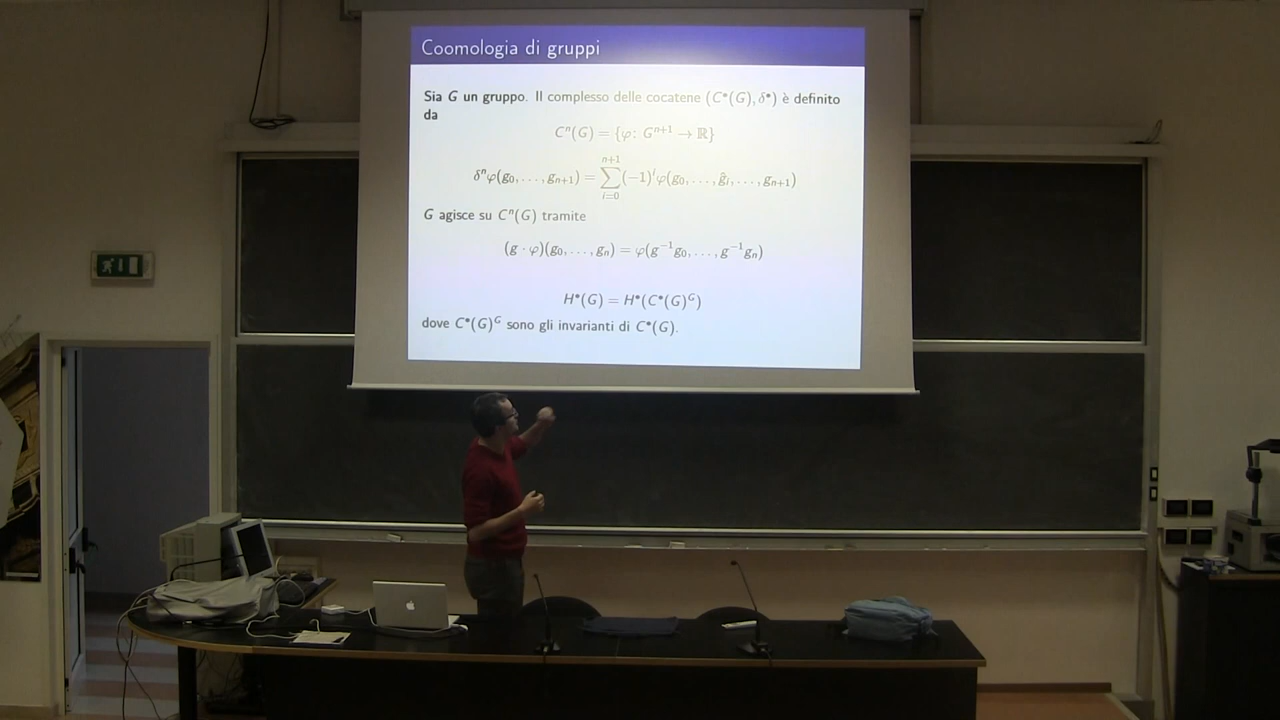 Coomologia di gruppi
Sia G un gruppo. Il complesso delle cocatene (C•(G), δ•) è definito
da
Cⁿ(G) = {φ: Gⁿ⁺¹ → ℝ}
δⁿφ(g₀, . . . , gₙ₊₁) = ∑ᵢ₌₀ⁿ⁺¹ (−1)ⁱφ(g₀, . . . , ĝᵢ, . . . , gₙ₊₁)
G agisce su Cⁿ(G) tramite
(g · φ)(g₀, . . . , gₙ) = φ(g⁻¹g₀, . . . , g⁻¹gₙ)
H•(G) = H•(C•(G)ᴳ)
dove C•(G)ᴳ sono gli invarianti di C•(G).